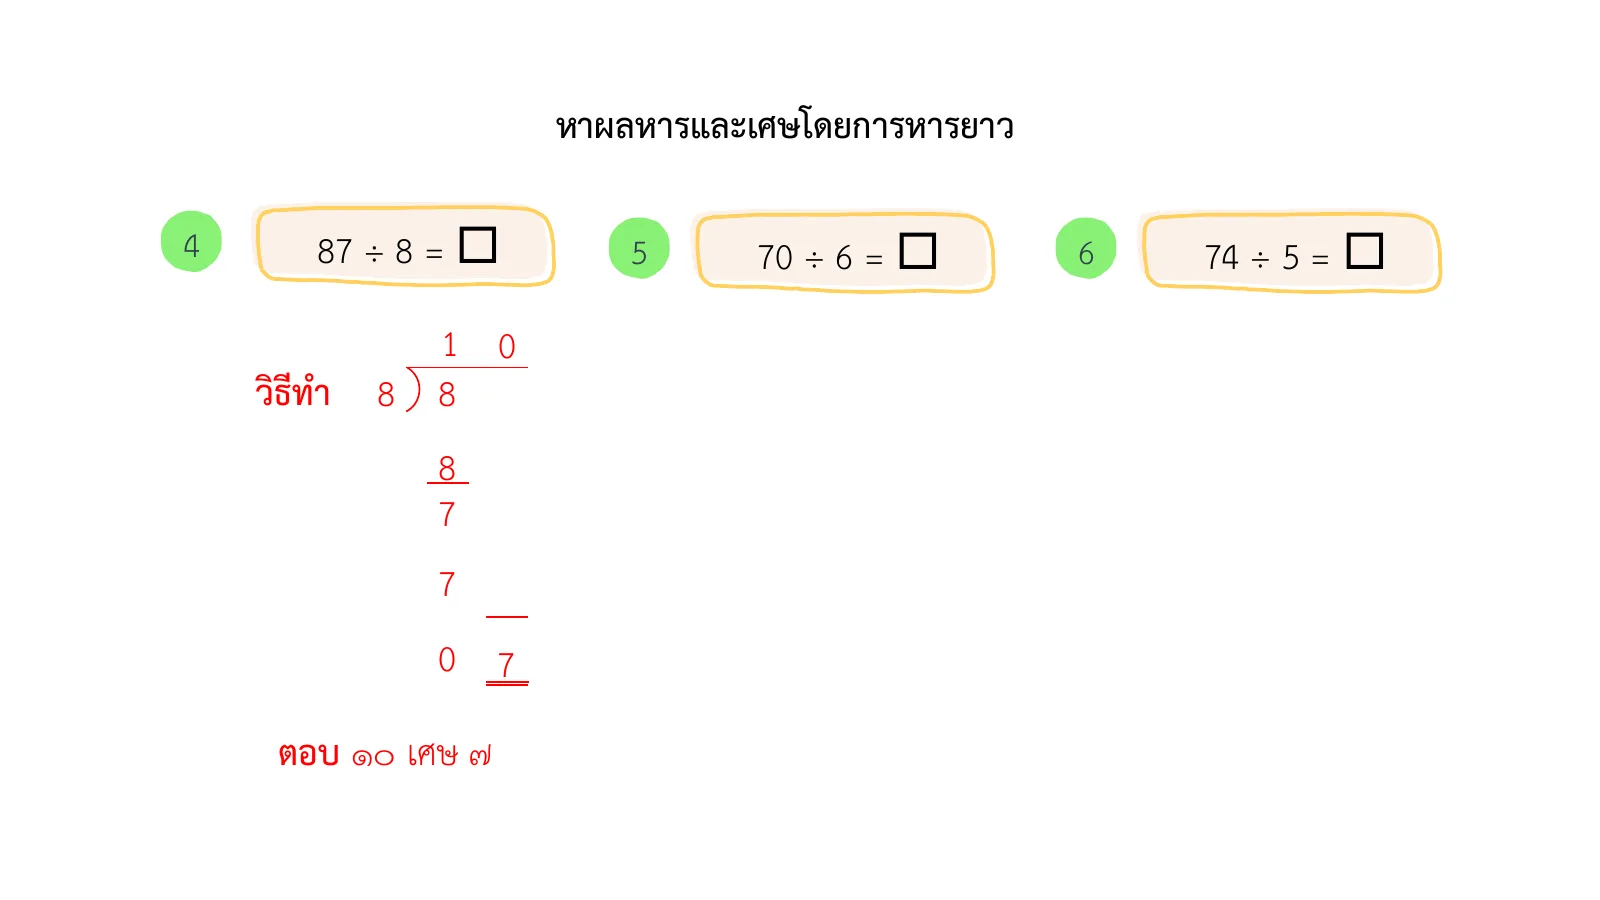 หาผลหารและเศษโดยการหารยาว
4 87 ÷ 8 = □
5 70 ÷ 6 = □
6 74 ÷ 5 = □
1 0
วิธีทำ 8 ) 8
8
7
7
0 7
ตอบ ๑๐ เศษ ๗